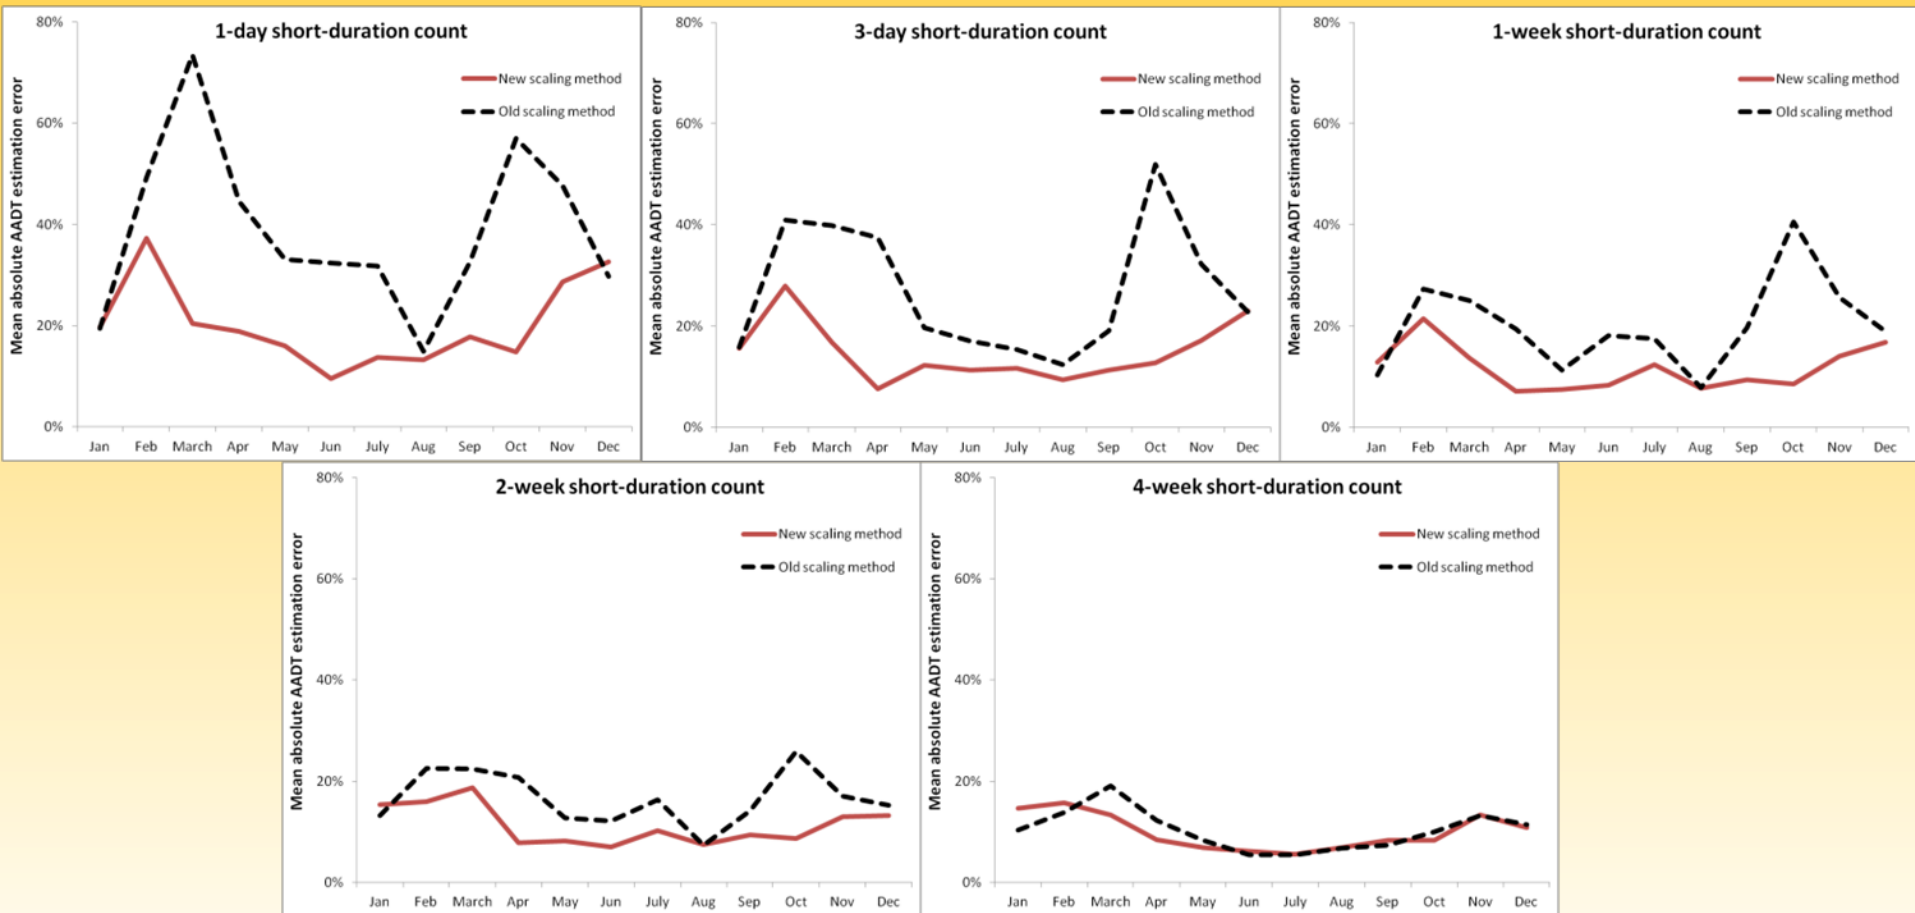 1-day short-duration count
Mean absolute AADT estimation error
80%
60%
40%
20%
0%
New scaling method
Old scaling method
Jan Feb March Apr May Jun July Aug Sep Oct Nov Dec
3-day short-duration count
Mean absolute AADT estimation error
80%
60%
40%
20%
0%
New scaling method
Old scaling method
Jan Feb March Apr May Jun July Aug Sep Oct Nov Dec
1-week short-duration count
Mean absolute AADT estimation error
80%
60%
40%
20%
0%
New scaling method
Old scaling method
Jan Feb March Apr May Jun July Aug Sep Oct Nov Dec
2-week short-duration count
Mean absolute AADT estimation error
80%
60%
40%
20%
0%
New scaling method
Old scaling method
Jan Feb March Apr May Jun July Aug Sep Oct Nov Dec
4-week short-duration count
Mean absolute AADT estimation error
80%
60%
40%
20%
0%
New scaling method
Old scaling method
Jan Feb March Apr May Jun July Aug Sep Oct Nov Dec